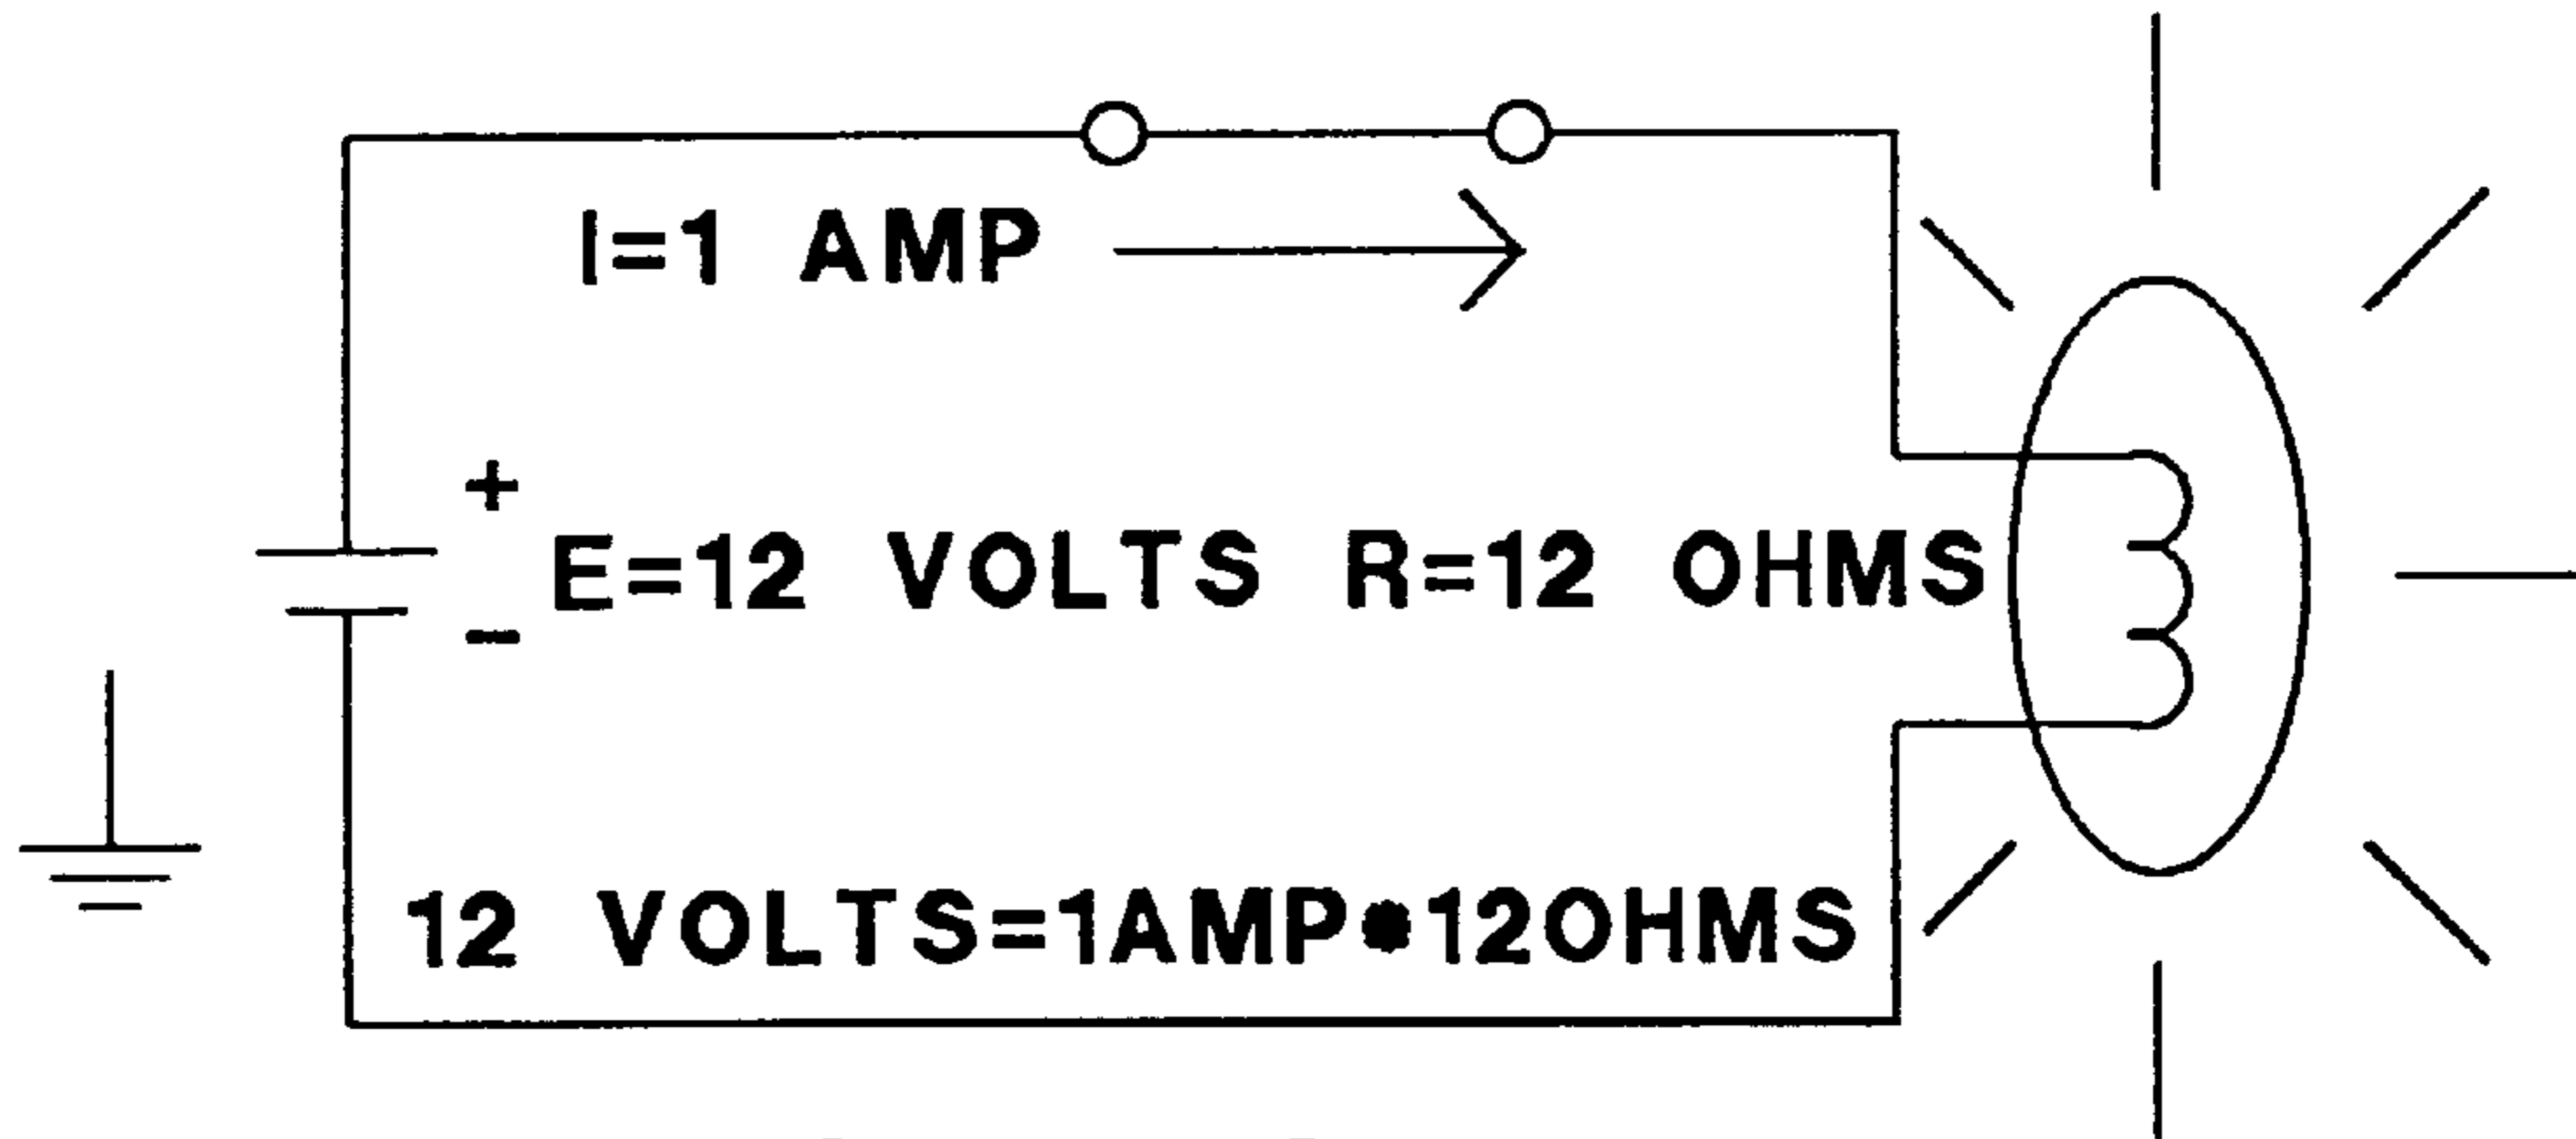 I=1 AMP
+
E=12 VOLTS R=12 OHMS
−
12 VOLTS=1AMP•12OHMS